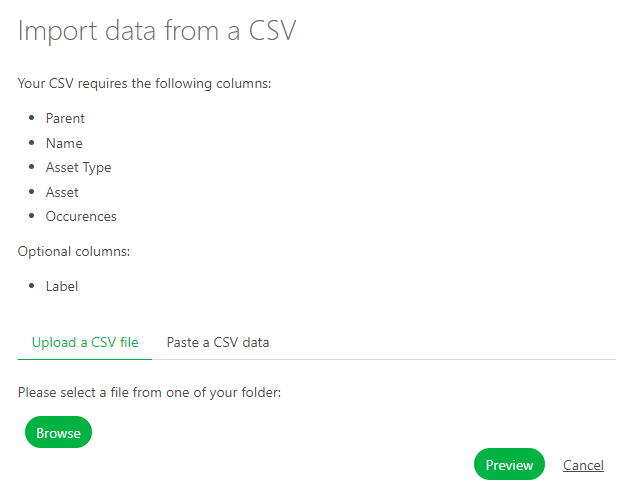 Import data from a CSV
Your CSV requires the following columns:
Parent
Name
Asset Type
Asset
Occurences
Optional columns:
Label
Upload a CSV file
Paste a CSV data
Please select a file from one of your folder:
Browse
Preview
Cancel